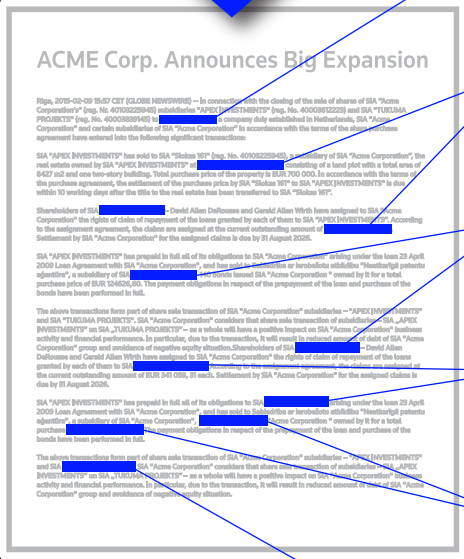 ACME Corp. Announces Big Expansion
Riga, 2015-02-09 15:57 CET (GLOBE NEWSWIRE) -- In connection with the closing of the sale of shares of SIA "Acme
Corporation's" (reg. Nr. 40103225945) subsidiaries "APEX INVESTMENTS" (reg. No. 40003612223) and SIA "TUKUMA
PROJEKTS" (reg. No. 40003669145) to a company duly established in Netherlands, SIA "Acme
Corporation" and certain subsidiaries of SIA "Corporation" in accordance with the terms of the share purchase
agreement have entered into the following significant transactions:
SIA "APEX INVESTMENTS" has sold to SIA "Slokas 161" (reg. No. 40103225945), a subsidiary of SIA "Corporation", the
real estate owned by SIA "APEX INVESTMENTS" at consisting of a land plot with a total area of
8427 m2 and one two-story building. Total purchase price of the property is EUR 700 000. In accordance with the terms of
the purchase agreement, the settlement of the purchase price by SIA "Slokas 161" to SIA "APEX INVESTMENTS" is due
within 10 working days after the title to the real estate has been transferred to SIA "Slokas 161".
Shareholders of SIA – David Allan DeRouses and Gerald Allan Wirth have assigned to SIA "Acme
Corporation" the rights of claim of repayment of the loans granted by each of them to SIA "APEX INVESTMENTS". According
to the assignment agreement, the claims are assigned at the current outstanding amount of
Settlement by SIA "Corporation" for the assigned claims is due by 31 August 2026.
SIA "APEX INVESTMENTS" has prepaid in full all of its obligations to SIA "Acme Corporation" arising under the loan 23 April
2009 Loan Agreement with SIA "Acme Corporation", and has sold to Sabiedrība ar ierobežotu atbildību "Neatkarīgā patentu
aģentūra", a subsidiary of SIA bonds issued SIA "Acme Corporation" owned by it for a total
purchase price of EUR 124626,60. The payment obligations in respect of the prepayment of the loan and purchase of the
bonds have been performed in full.
The above transactions form part of share sale transaction of SIA "Acme Corporation" subsidiaries – "APEX INVESTMENTS"
and SIA "TUKUMA PROJEKTS". SIA "Corporation" considers that share sale transaction of subsidiaries – SIA „APEX
INVESTMENTS" un SIA „TUKUMA PROJEKTS" – as a whole will have a positive impact on SIA "Acme Corporation" business
activity and financial performance. In particular, due to the transaction, it will result in reduced amount of debt of SIA "Acme
Corporation" group and avoidance of negative equity situation. Shareholders of SIA – David Allan
DeRouses and Gerald Allan Wirth have assigned to SIA "Acme Corporation" the rights of claim of repayment of the loans
granted by each of them to SIA According to the assignment agreement, the claims are assigned at
the current outstanding amount of EUR 341 019, 31 each. Settlement by SIA "Corporation" for the assigned claims is
due by 31 August 2026.
SIA "APEX INVESTMENTS" has prepaid in full all of its obligations to SIA arising under the loan 23 April
2009 Loan Agreement with SIA "Acme Corporation", and has sold to Sabiedrība ar ierobežotu atbildību "Neatkarīgā patentu
aģentūra", a subsidiary of SIA "Acme Corporation", "Acme Corporation" owned by it for a total
purchase The payment obligations in respect of the prepayment of the loan and purchase of the
bonds have been performed in full.
The above transactions form part of share sale transaction of SIA "Acme Corporation" subsidiaries – "APEX INVESTMENTS"
and SIA SIA "Corporation" considers that share sale transaction of subsidiaries – SIA „APEX
INVESTMENTS" un SIA „TUKUMA PROJEKTS" – as a whole will have a positive impact on SIA "Acme Corporation" business
activity and financial performance. In particular, due to the transaction, it will result in reduced amount of debt of SIA "Acme
Corporation" group and avoidance of negative equity situation.